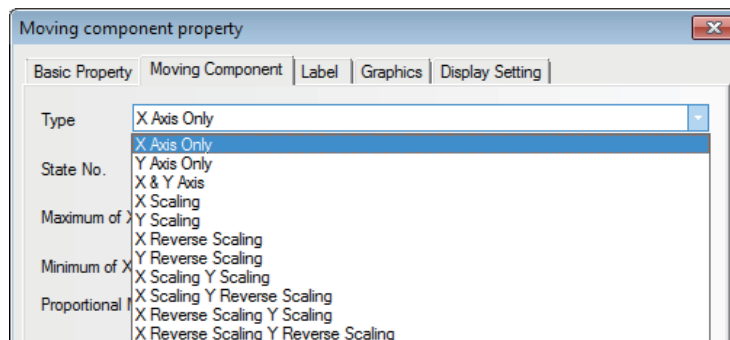 Moving component property
Basic Property Moving Component Label Graphics Display Setting
Type X Axis Only
X Axis Only
State No. Y Axis Only
X & Y Axis
X Scaling
Maximum of X Y Scaling
X Reverse Scaling
Minimum of X Y Reverse Scaling
X Scaling Y Scaling
Proportional X Scaling Y Reverse Scaling
X Reverse Scaling Y Scaling
X Reverse Scaling Y Reverse Scaling